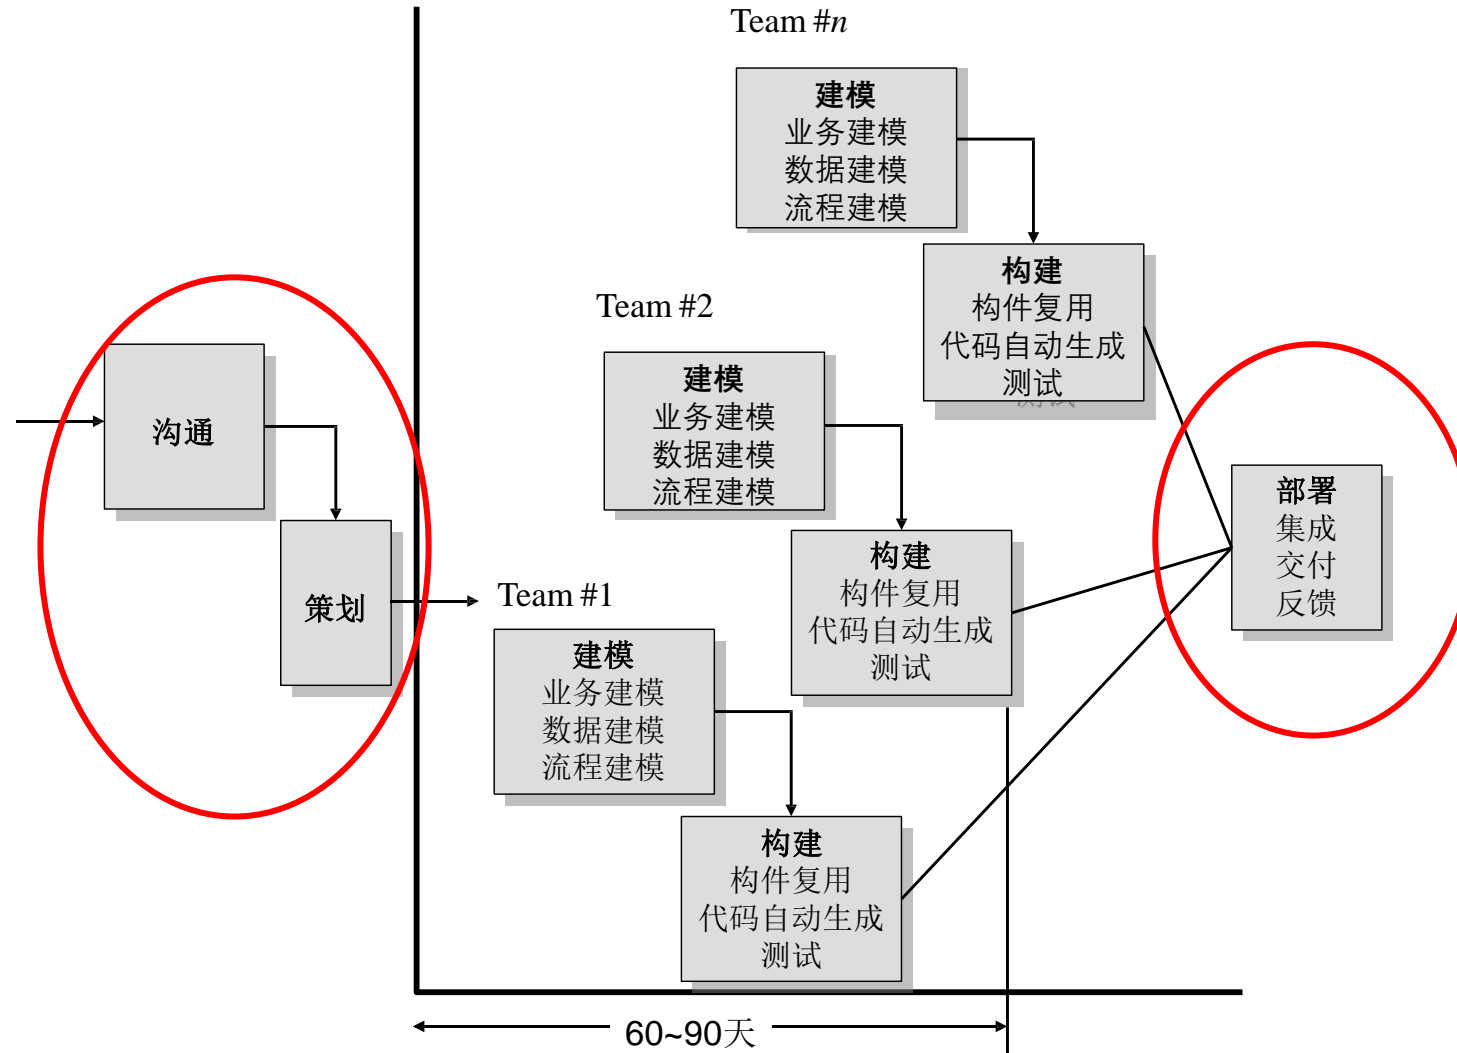 沟通
策划
Team #1
建模
业务建模
数据建模
流程建模
构建
构件复用
代码自动生成
测试
Team #2
建模
业务建模
数据建模
流程建模
构建
构件复用
代码自动生成
测试
Team #n
建模
业务建模
数据建模
流程建模
构建
构件复用
代码自动生成
测试
部署
集成
交付
反馈
60~90天